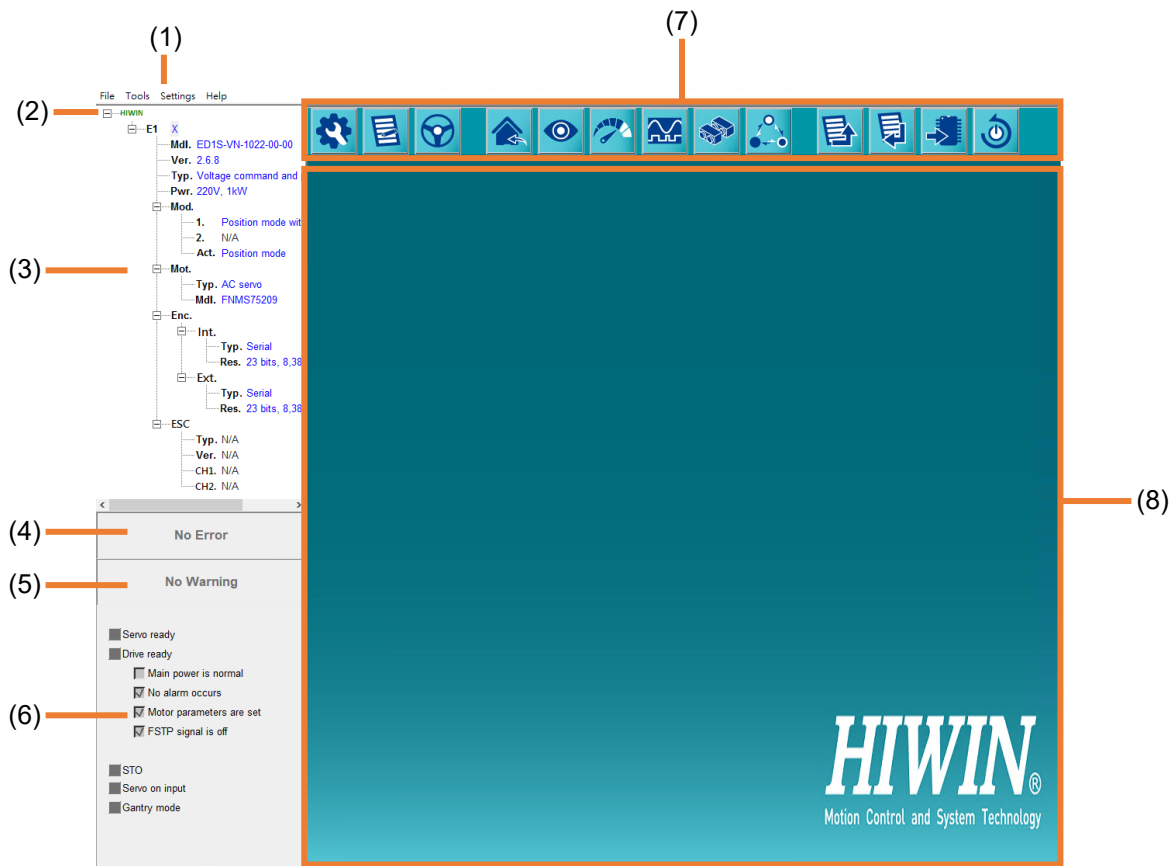 (7)
(1)
File Tools Settings Help
(2)
HIWIN
E1 X
Mdl. ED1S-VN-1022-00-00
Ver. 2.6.8
Typ. Voltage command and
Pwr. 220V, 1kW
Mod.
1. Position mode wit
2. N/A
Act. Position mode
(3)
Mot.
Typ. AC servo
Mdl. FNMS75209
Enc.
Int.
Typ. Serial
Res. 23 bits, 8,38
Ext.
Typ. Serial
Res. 23 bits, 8,38
ESC
Typ. N/A
Ver. N/A
CH1. N/A
CH2. N/A
(8)
(4)
No Error
(5)
No Warning
Servo ready
Drive ready
Main power is normal
No alarm occurs
(6)
Motor parameters are set
FSTP signal is off
STO
Servo on input
Gantry mode
HIWIN®
Motion Control and System Technology